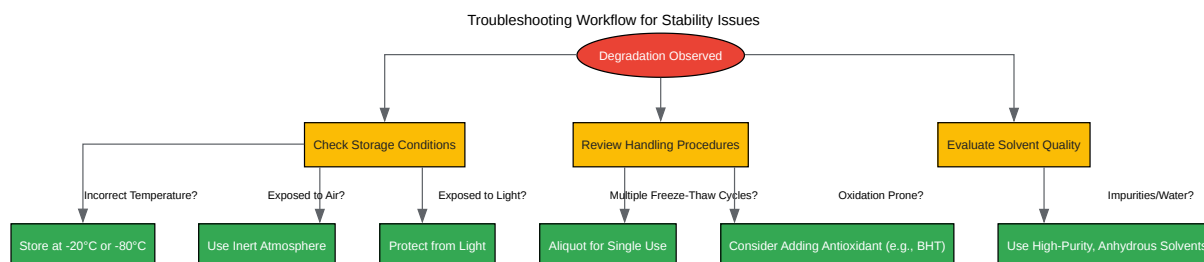 Troubleshooting Workflow for Stability Issues
Degradation Observed
Check Storage Conditions
Review Handling Procedures
Evaluate Solvent Quality
Incorrect Temperature?
Exposed to Air?
Exposed to Light?
Multiple Freeze-Thaw Cycles?
Oxidation Prone?
Impurities/Water?
Store at -20°C or -80°C
Use Inert Atmosphere
Protect from Light
Aliquot for Single Use
Consider Adding Antioxidant (e.g., BHT)
Use High-Purity, Anhydrous Solvents